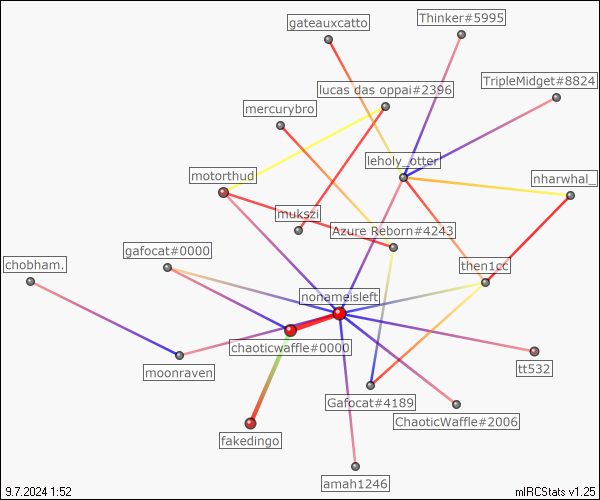 Thinker#5995
gateauxcatto
TripleMidget#8824
lucas das oppai#2396
mercurybro
leholy_otter
motorthud
nharwhal_
mukszi
Azure Reborn#4243
gafocat#0000
chobham.
then1cc
nonameisleft
chaoticwaffle#0000
moonraven
tt532
Gafocat#4189
ChaoticWaffle#2006
fakedingo
amah1246
9.7.2024 1:52
mIRCStats v1.25